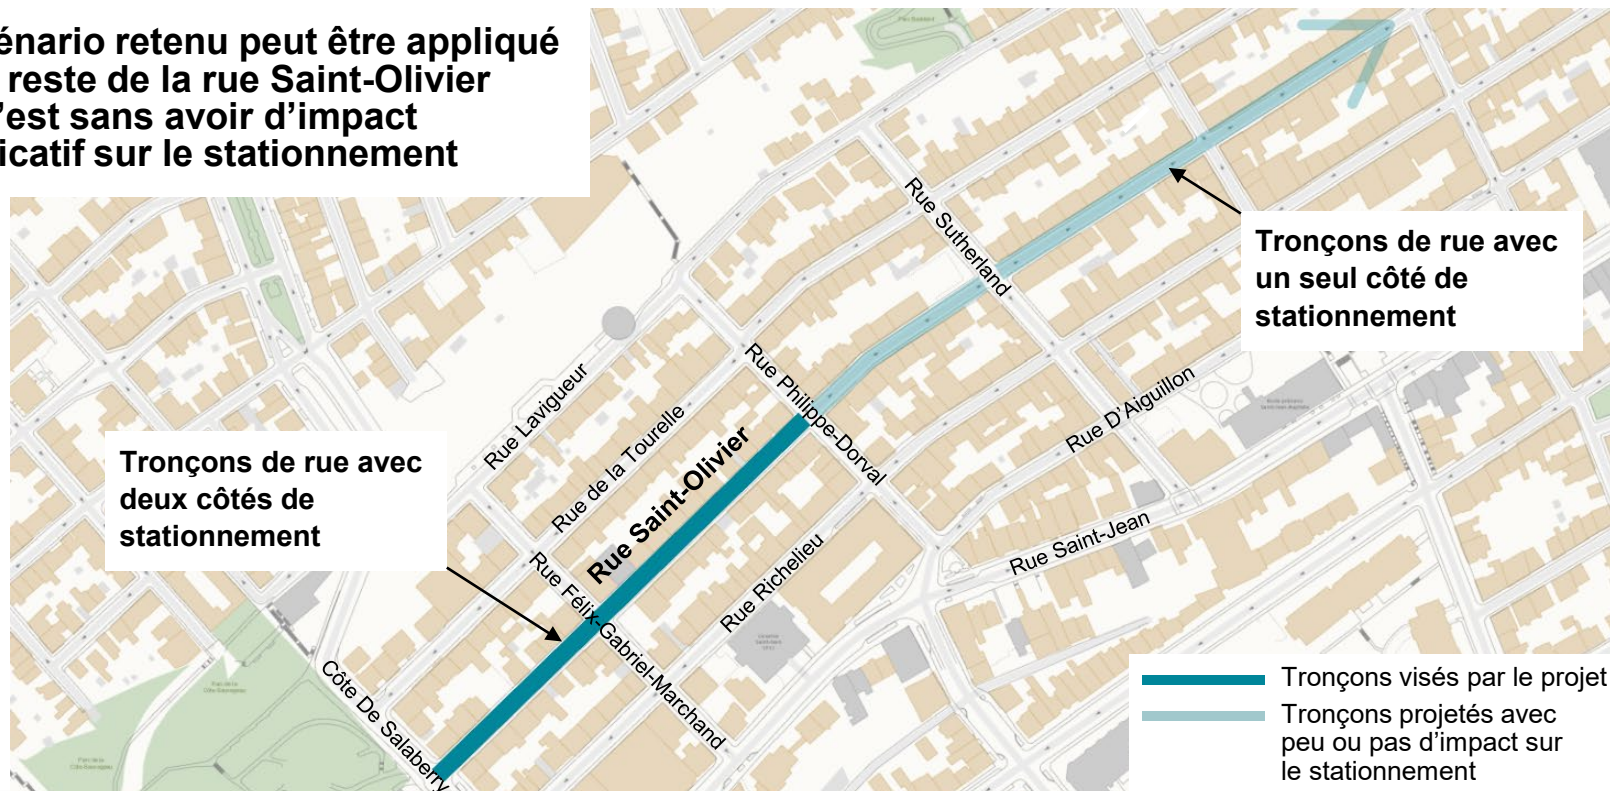 énario retenu peut être appliqué
reste de la rue Saint-Olivier
'est sans avoir d'impact
icatif sur le stationnement
Rue Sutherland
Tronçons de rue avec
un seul côté de
stationnement
Rue Philippe-Dorval
Rue Lavigueur
Rue de la Tourelle
Rue Saint-Olivier
Rue D'Aiguillon
Tronçons de rue avec
deux côtés de
stationnement
Rue Saint-Jean
Rue Richelieu
Rue Félix-Gabriel-Marchand
Côte De Salaberry
Tronçons visés par le projet
Tronçons projetés avec
peu ou pas d'impact sur
le stationnement